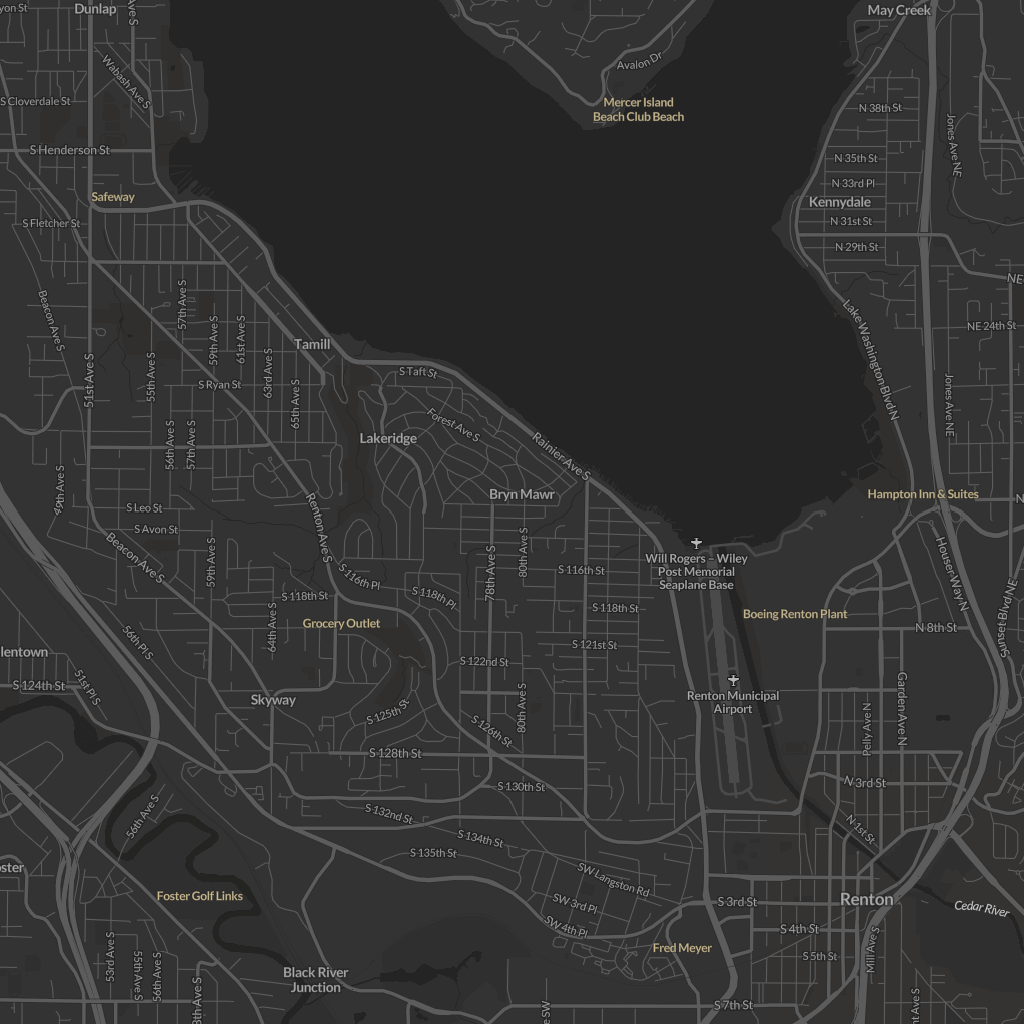 Dunlap
May Creek
Avalon Dr
Wabash Ave S
Mercer Island
Beach Club Beach
S Cloverdale St
N 38th St
Jones Ave NE
S Henderson St
N 35th St
N 33rd Pl
Safeway
Kennydale
S Fletcher St
N 31st St
N 29th St
NE
Beacon Ave S
57th Ave S
59th Ave S
61st Ave S
Lake Washington Blvd N
NE 24th St
Tamill
51st Ave S
55th Ave S
63rd Ave S
65th Ave S
S Ryan St
S Taft St
Jones Ave NE
Forest Ave S
Lakeridge
56th Ave S
57th Ave S
Rainier Ave S
49th Ave S
Bryn Mawr
Hampton Inn & Suites
N
S Leo St
S Avon St
Renton Ave S
Beacon Ave S
59th Ave S
78th Ave S
80th Ave S
Will Rogers – Wiley
Post Memorial
Seaplane Base
S 116th Pl
S 116th St
Houser Way N
S 118th St
S 118th Pl
S 118th St
Sunset Blvd NE
Boeing Renton Plant
Grocery Outlet
N 8th St
64th Ave S
56th Pl S
lentown
S 121st St
S 122nd St
S 124th St
51st Pl S
Skyway
S 125th St
80th Ave S
Renton Municipal
Airport
Garden Ave N
Pelly Ave N
S 126th St
S 128th St
S 130th St
N 3rd St
S 132nd St
56th Ave S
N 1st St
S 134th St
S 135th St
oster
SW Langston Rd
Foster Golf Links
SW 3rd Pl
S 3rd St
Renton
Cedar River
SW 4th Pl
S 4th St
Fred Meyer
Mill Ave S
S 5th St
53rd Ave S
55th Ave S
56th Ave S
Black River
Junction
S 7th St